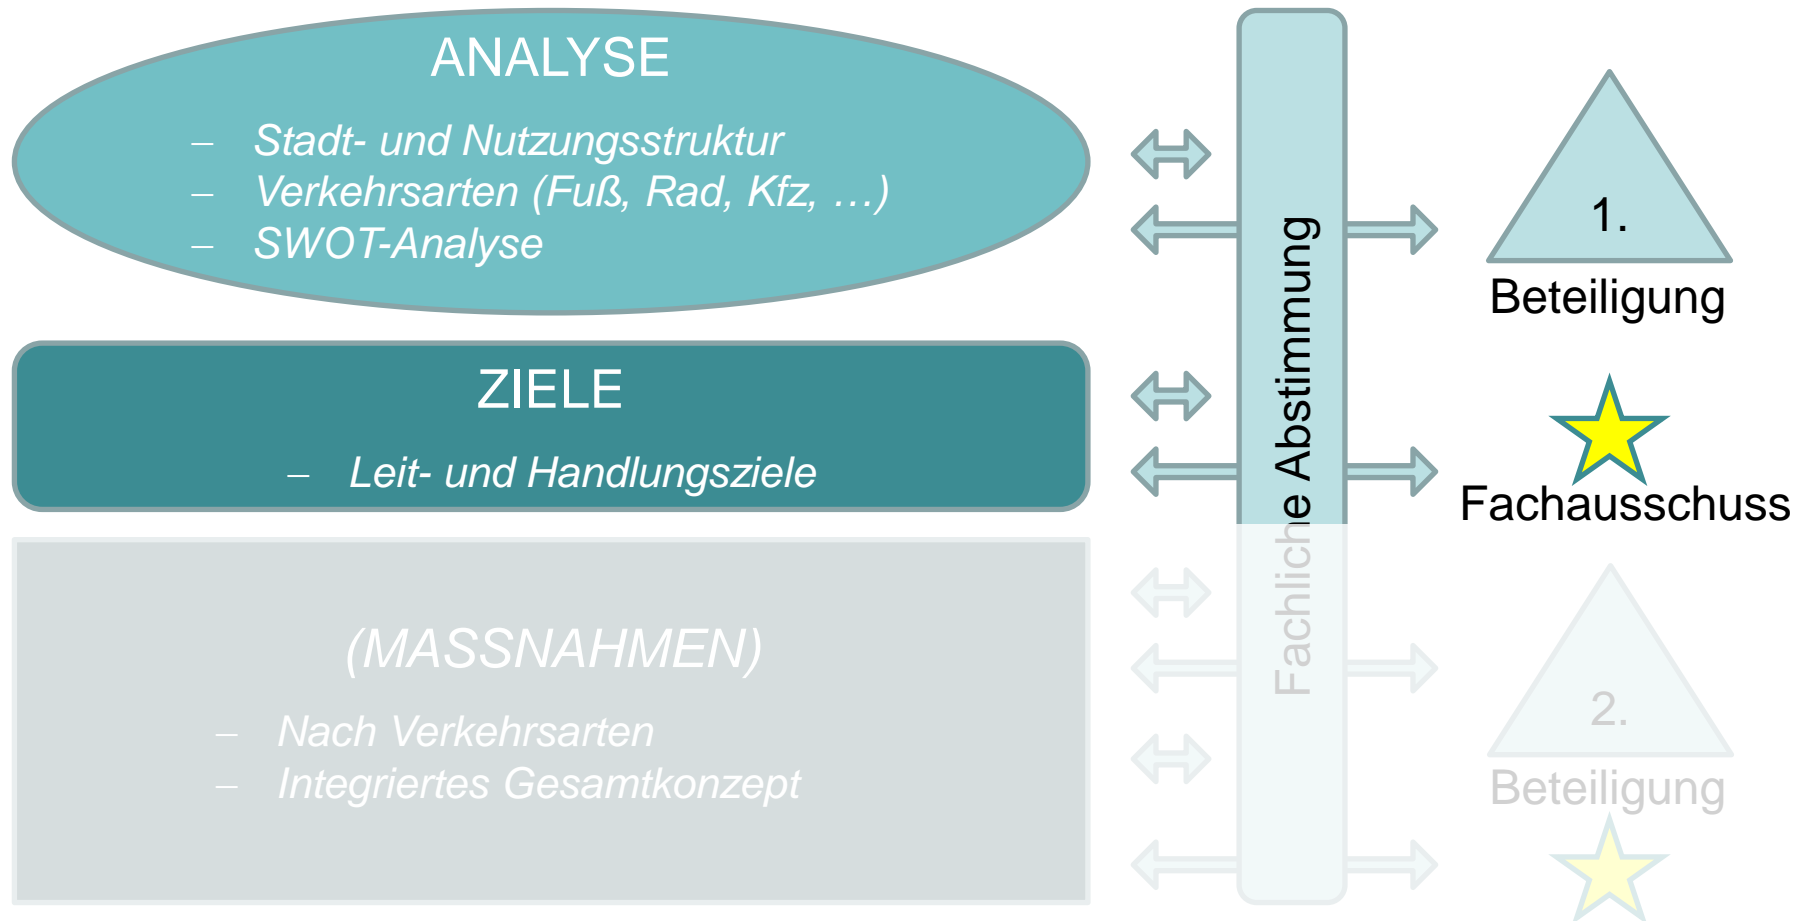 ANALYSE
– Stadt- und Nutzungsstruktur
– Verkehrsarten (Fuß, Rad, Kfz, …)
– SWOT-Analyse
ZIELE
– Leit- und Handlungsziele
(MASSNAHMEN)
– Nach Verkehrsarten
– Integriertes Gesamtkonzept
Fachliche Abstimmung
1.
Beteiligung
Fachausschuss
2.
Beteiligung